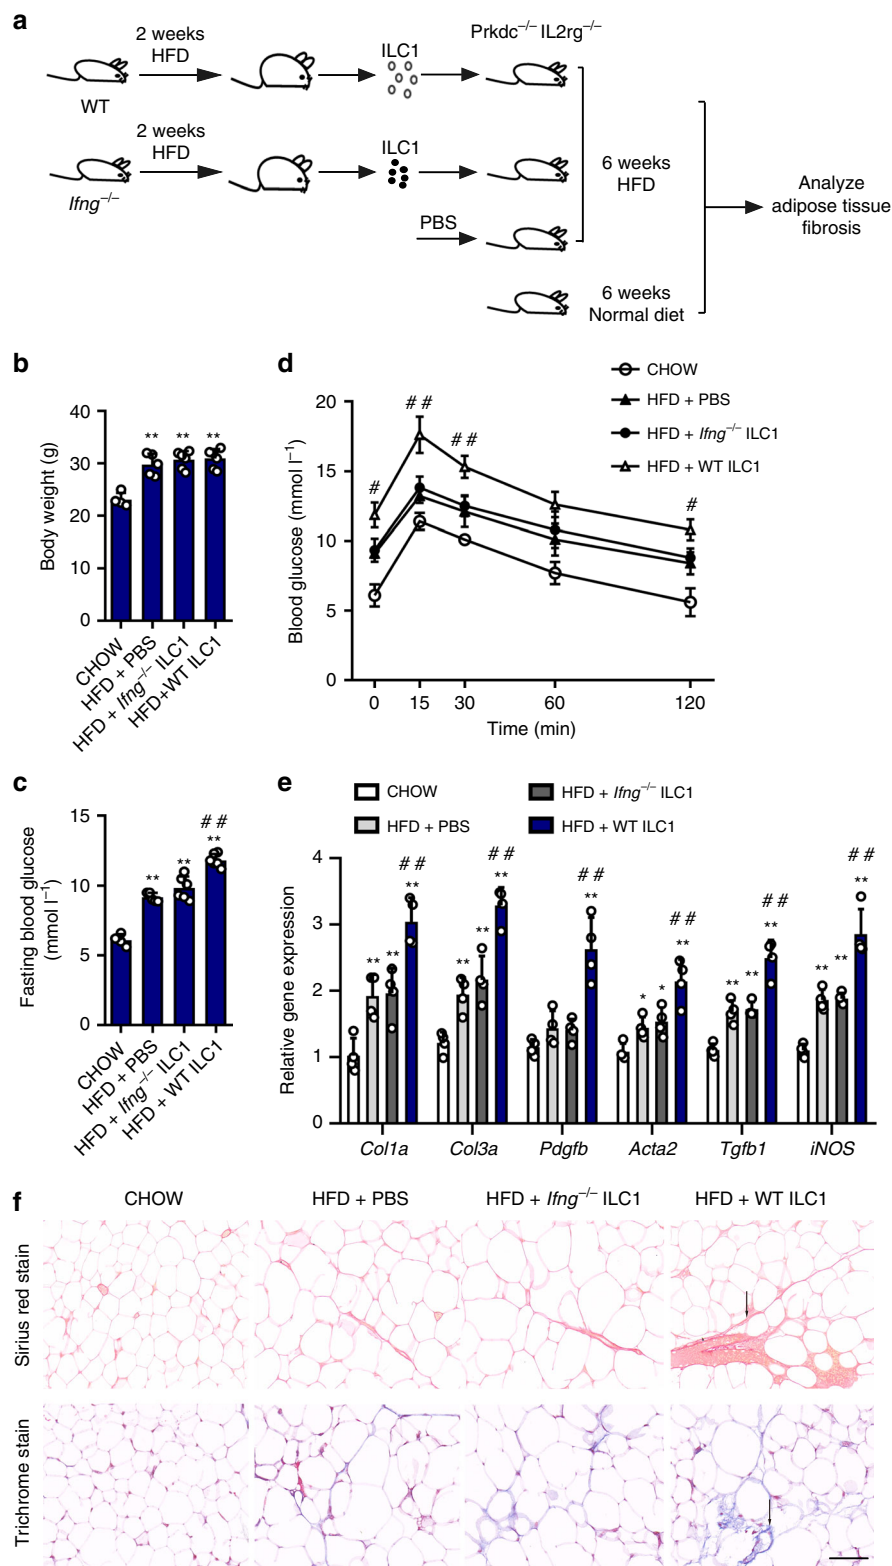 a
2 weeks
HFD
ILC1
Prkdc–/– IL2rg–/–
WT
2 weeks
HFD
ILC1
Ifng–/–
PBS
6 weeks
HFD
6 weeks
Normal diet
Analyze
adipose tissue
fibrosis
b
Body weight (g)
40
30
20
10
0
** ** **
CHOW
HFD + PBS
HFD + Ifng–/– ILC1
HFD+WT ILC1
c
Fasting blood glucose
(mmol l–1)
15
10
5
0
##
** ** **
CHOW
HFD + PBS
HFD + Ifng–/– ILC1
HFD + WT ILC1
d
CHOW
HFD + PBS
HFD + Ifng–/– ILC1
HFD + WT ILC1
Blood glucose (mmol l–1)
20
15
10
5
0
# ## ## #
0 15 30 60 120
Time (min)
e
CHOW
HFD + PBS
HFD + Ifng–/– ILC1
HFD + WT ILC1
Relative gene expression
4
3
2
1
0
## ## ## ## ## ##
** ** ** ** ** ** ** * * ** ** ** ** ** ** **
Col1a Col3a Pdgfb Acta2 Tgfb1 iNOS
f
CHOW HFD + PBS HFD + Ifng–/– ILC1 HFD + WT ILC1
Sirius red stain
Trichrome stain